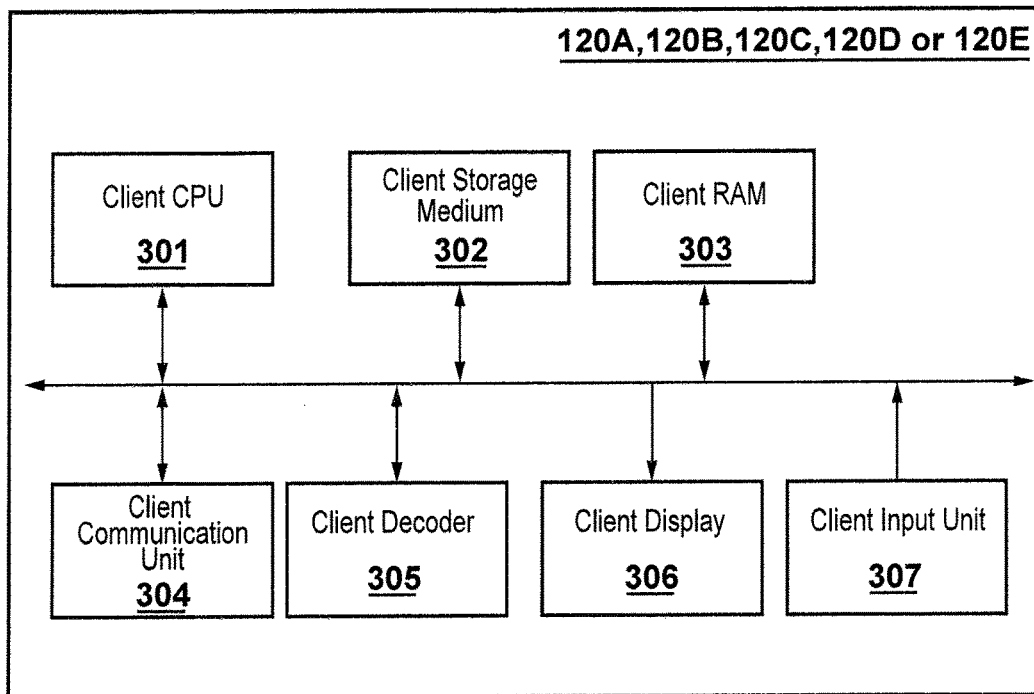 120A,120B,120C,120D or 120E
Client CPU
301
Client Storage
Medium
302
Client RAM
303
Client
Communication
Unit
304
Client Decoder
305
Client Display
306
Client Input Unit
307